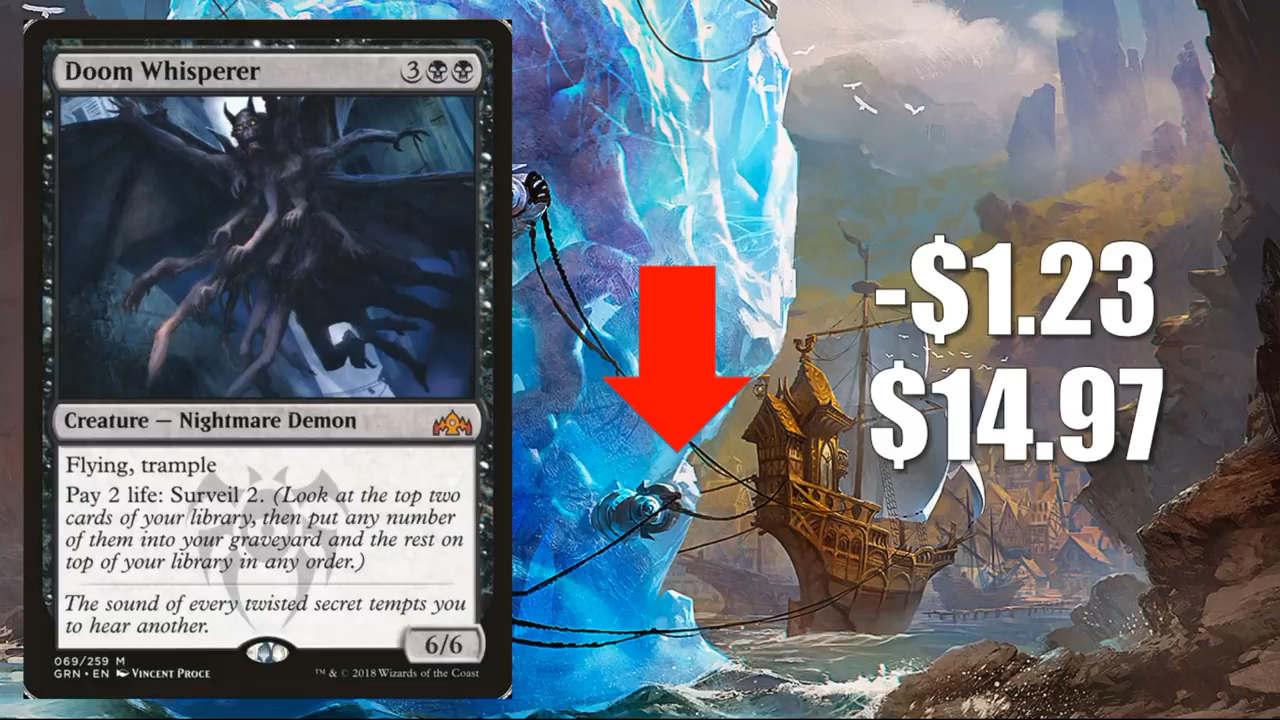 Doom Whisperer 3
Creature — Nightmare Demon
Flying, trample
Pay 2 life: Surveil 2. (Look at the top two
cards of your library, then put any number
of them into your graveyard and the rest on
top of your library in any order.)
The sound of every twisted secret tempts you
to hear another.
6/6
069/259 M
GRN • EN Vincent Proce
™ & © 2018 Wizards of the Coast
-$1.23
$14.97